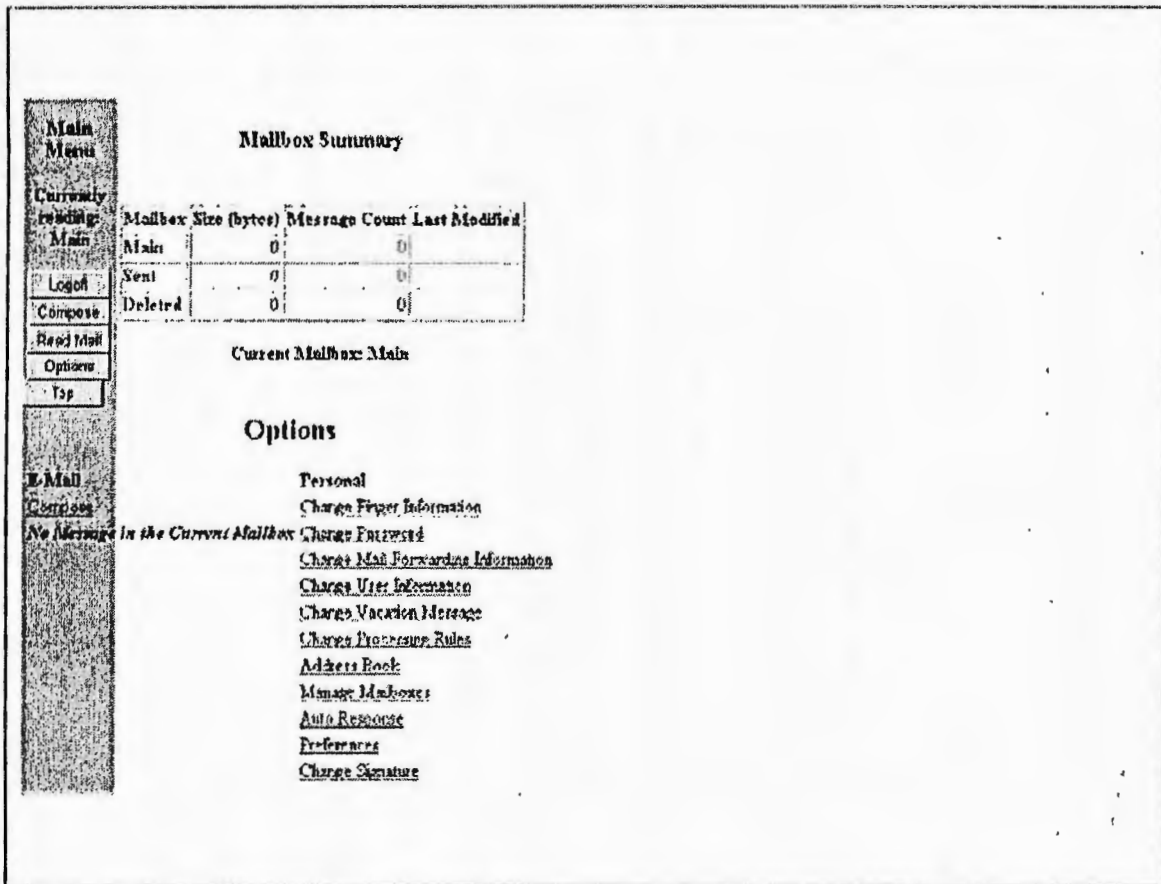 Main
Menu
Currently
reading:
Main
Logoff
Compose
Read Mail
Options
Top
Mailbox Summary
Mailbox Size (bytes) Message Count Last Modified
Main 0 0
Sent 0 0
Deleted 0 0
Current Mailbox: Main
Options
E-Mail
Compose
No Message in the Current Mailbox
Personal
Change Finger Information
Change Password
Change Mail Forwarding Information
Change User Information
Change Vacation Message
Change Processing Rules
Address Book
Manage Mailboxes
Auto Response
Preferences
Change Signature